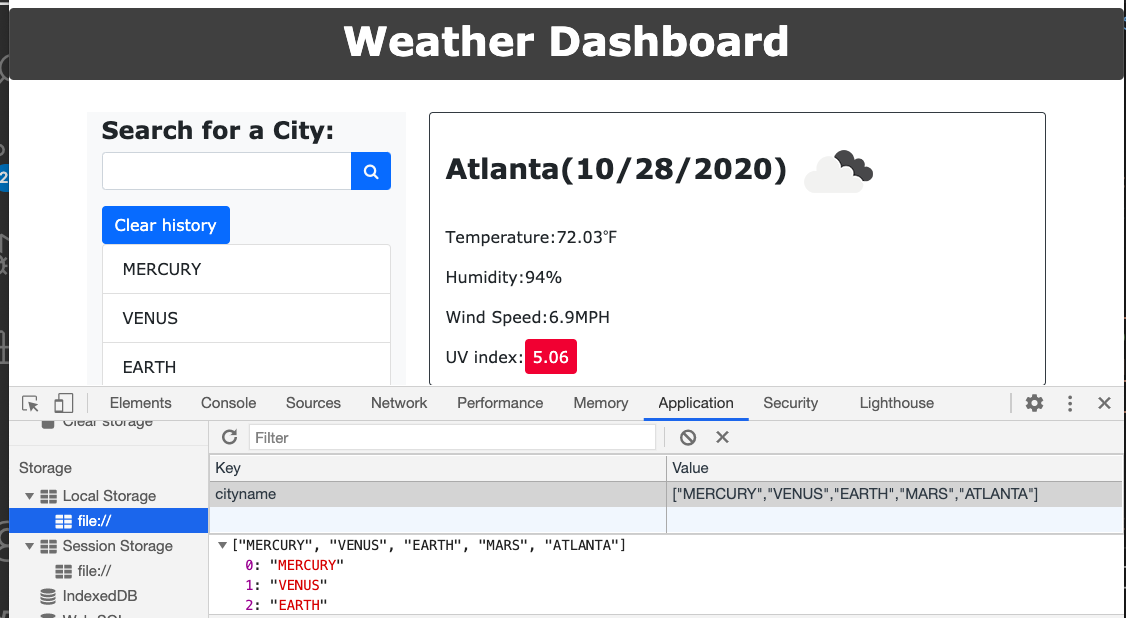 Weather Dashboard
Search for a City:
Clear history
MERCURY
VENUS
EARTH
Atlanta(10/28/2020)
Temperature:72.03°F
Humidity:94%
Wind Speed:6.9MPH
UV index: 5.06
2
Elements Console Sources Network Performance Memory Application Security Lighthouse
Clear storage
Filter
Storage
Key Value
Local Storage
cityname ["MERCURY","VENUS","EARTH","MARS","ATLANTA"]
file://
Session Storage
file://
IndexedDB
▼["MERCURY", "VENUS", "EARTH", "MARS", "ATLANTA"]
0: "MERCURY"
1: "VENUS"
2: "EARTH"